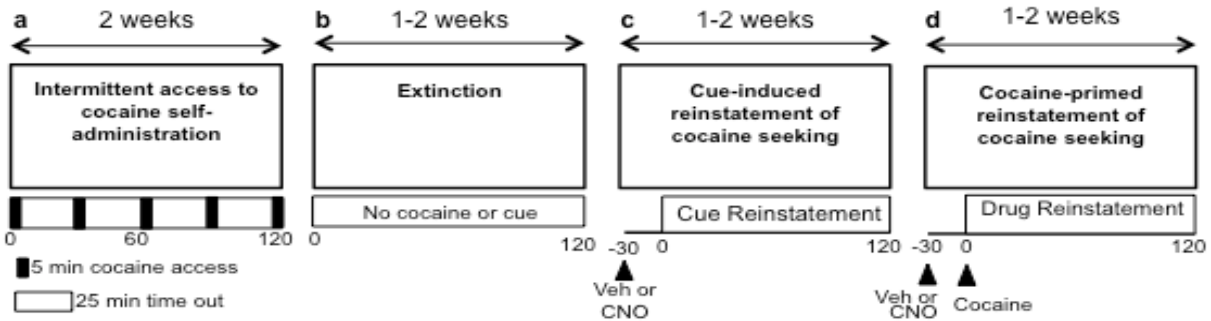 a 2 weeks
Intermittent access to
cocaine self-
administration
0 60 120
5 min cocaine access
25 min time out
b 1-2 weeks
Extinction
No cocaine or cue
0 120
c 1-2 weeks
Cue-induced
reinstatement of
cocaine seeking
Cue Reinstatement
-30 0 120
Veh or
CNO
d 1-2 weeks
Cocaine-primed
reinstatement of
cocaine seeking
Drug Reinstatement
-30 0 120
Veh or Cocaine
CNO